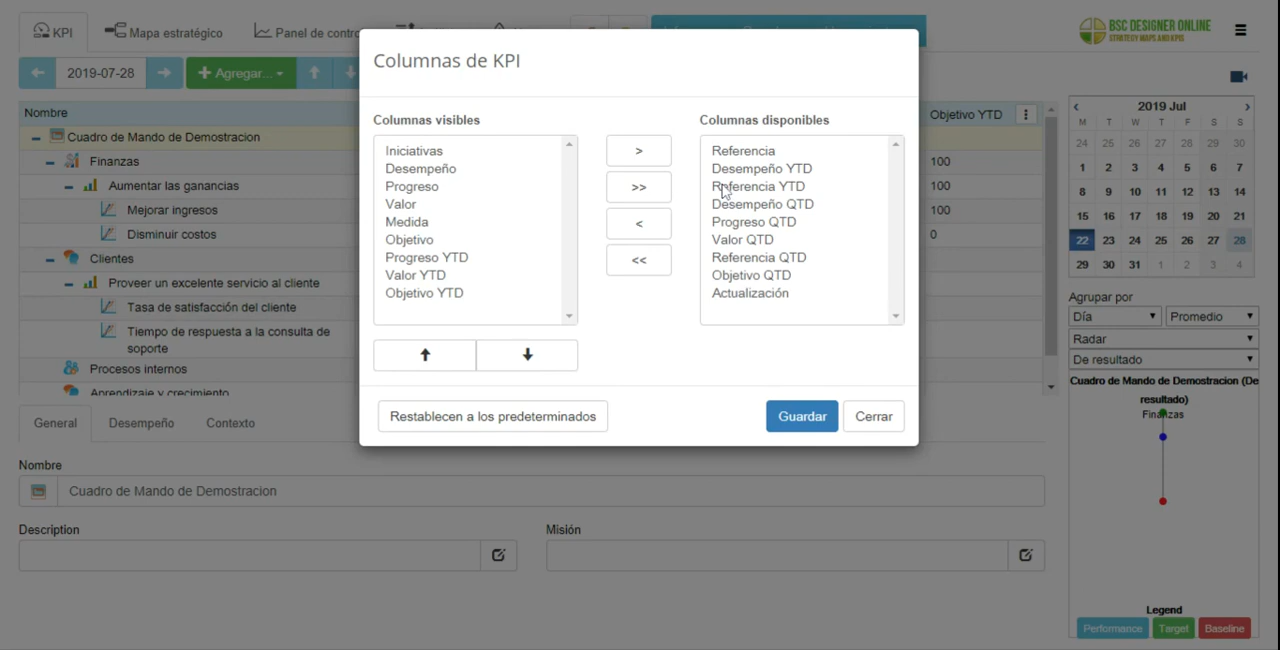 KPI
Mapa estratégico
Panel de contro
BSC DESIGNER ONLINE
STRATEGY MAPS AND KPIS
2019-07-28
Agregar...
Nombre
Objetivo YTD
Cuadro de Mando de Demostracion
Finanzas
100
Aumentar las ganancias
100
Mejorar ingresos
100
Disminuir costos
0
Clientes
Proveer un excelente servicio al cliente
Tasa de satisfacción del cliente
Tiempo de respuesta a la consulta de
soporte
Procesos internos
Aprendizaje y crecimiento
Columnas de KPI
Columnas visibles
Iniciativas
Desempeño
Progreso
Valor
Medida
Objetivo
Progreso YTD
Valor YTD
Objetivo YTD
>
>>
<
<<
Columnas disponibles
Referencia
Desempeño YTD
Referencia YTD
Desempeño QTD
Progreso QTD
Valor QTD
Referencia QTD
Objetivo QTD
Actualización
Restablecen a los predeterminados
Guardar
Cerrar
General
Desempeño
Contexto
Nombre
Cuadro de Mando de Demostracion
Description
Misión
< 2019 Jul >
M T W T F S S
24 25 26 27 28 29 30
1 2 3 4 5 6 7
8 9 10 11 12 13 14
15 16 17 18 19 20 21
22 23 24 25 26 27 28
29 30 31 1 2 3 4
Agrupar por
Día
Promedio
Radar
De resultado
Cuadro de Mando de Demostracion (De
resultado)
Finanzas
Legend
Performance
Target
Baseline